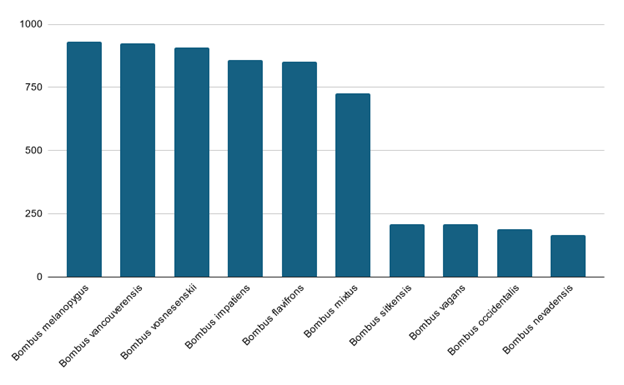 1000
750
500
250
0
Bombus melanopygus
Bombus vancouverensis
Bombus vosnesenskii
Bombus impatiens
Bombus flavifrons
Bombus mixtus
Bombus sitkensis
Bombus vagans
Bombus occidentalis
Bombus nevadensis